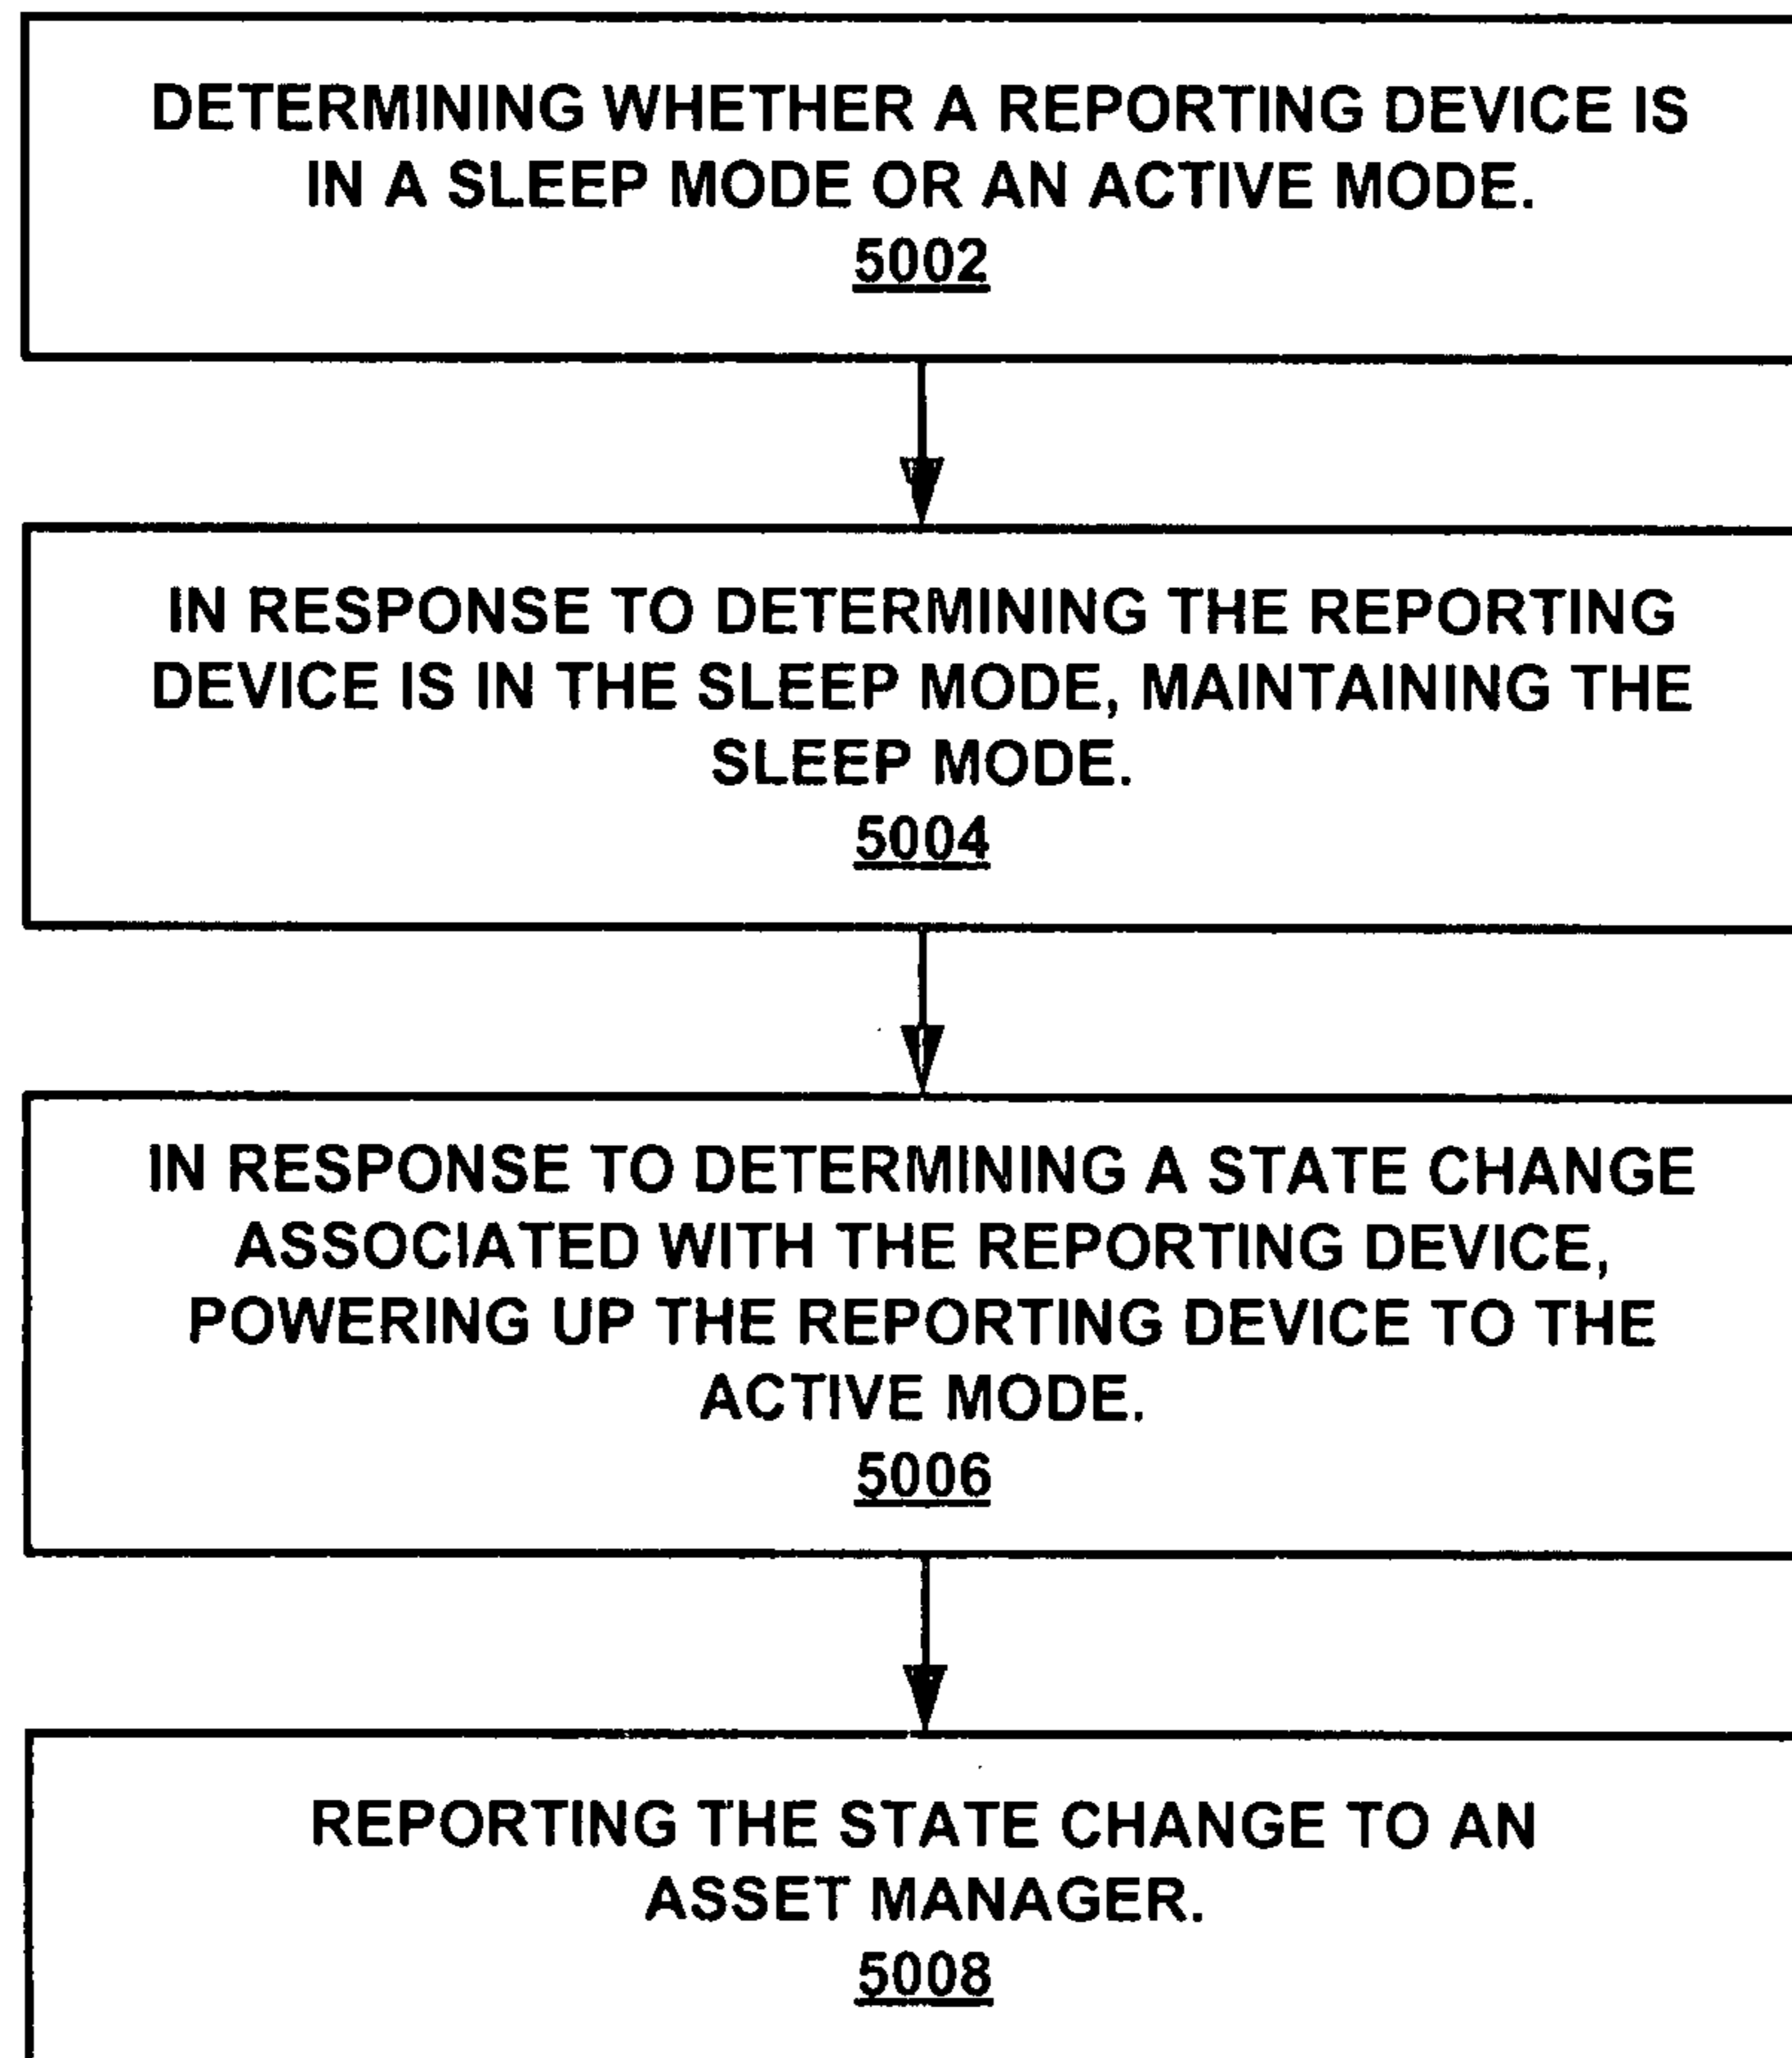 DETERMINING WHETHER A REPORTING DEVICE IS
IN A SLEEP MODE OR AN ACTIVE MODE.
5002
IN RESPONSE TO DETERMINING THE REPORTING
DEVICE IS IN THE SLEEP MODE, MAINTAINING THE
SLEEP MODE.
5004
IN RESPONSE TO DETERMINING A STATE CHANGE
ASSOCIATED WITH THE REPORTING DEVICE,
POWERING UP THE REPORTING DEVICE TO THE
ACTIVE MODE.
5006
REPORTING THE STATE CHANGE TO AN
ASSET MANAGER.
5008